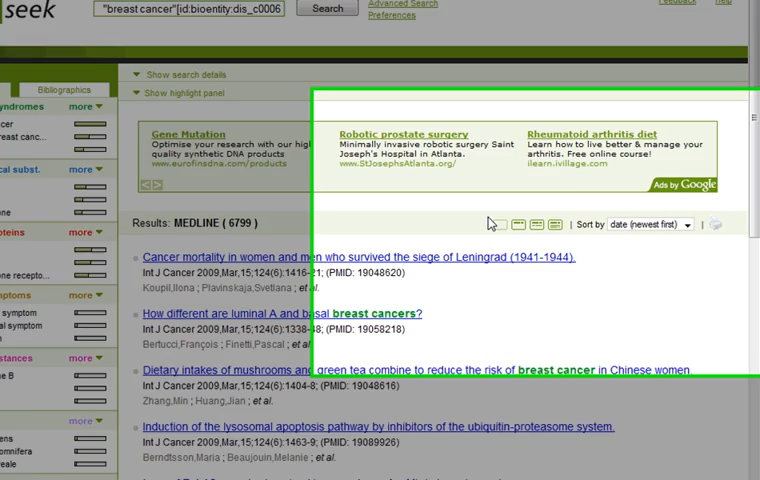 seek
"breast cancer"[id:bioentity:dis_c0006
Search
Advanced Search
Preferences
Feedback
help
Show search details
Bibliographics
Show highlight panel
yndromes more
cer
breast canc...
cal subst. more
ne
oteins more
ne recepto...
mptoms more
symptom
al symptom
m
stances more
e B
more
ens
omnifera
reale
Gene Mutation
Optimise your research with our high
quality synthetic DNA products
www.eurofinsdna.com/products
Robotic prostate surgery
Minimally invasive robotic surgery Saint
Joseph's Hospital in Atlanta.
www.StJosephsAtlanta.org/
Rheumatoid arthritis diet
Learn how to live better & manage your
arthritis. Free online course!
ilearn.ivillage.com
Ads by Google
Results: MEDLINE ( 6799 )
| Sort by date (newest first) |
Cancer mortality in women and men who survived the siege of Leningrad (1941-1944).
Int J Cancer 2009,Mar,15;124(6):1416-21; (PMID: 19048620)
Koupil,Ilona ; Plavinskaja,Svetlana ; et al.
How different are luminal A and basal breast cancers?
Int J Cancer 2009,Mar,15;124(6):1338-48; (PMID: 19058218)
Bertucci,François ; Finetti,Pascal ; et al.
Dietary intakes of mushrooms and green tea combine to reduce the risk of breast cancer in Chinese women.
Int J Cancer 2009,Mar,15;124(6):1404-8; (PMID: 19048616)
Zhang,Min ; Huang,Jian ; et al.
Induction of the lysosomal apoptosis pathway by inhibitors of the ubiquitin-proteasome system.
Int J Cancer 2009,Mar,15;124(6):1463-9; (PMID: 19089926)
Berndtsson,Maria ; Beaujouin,Melanie ; et al.